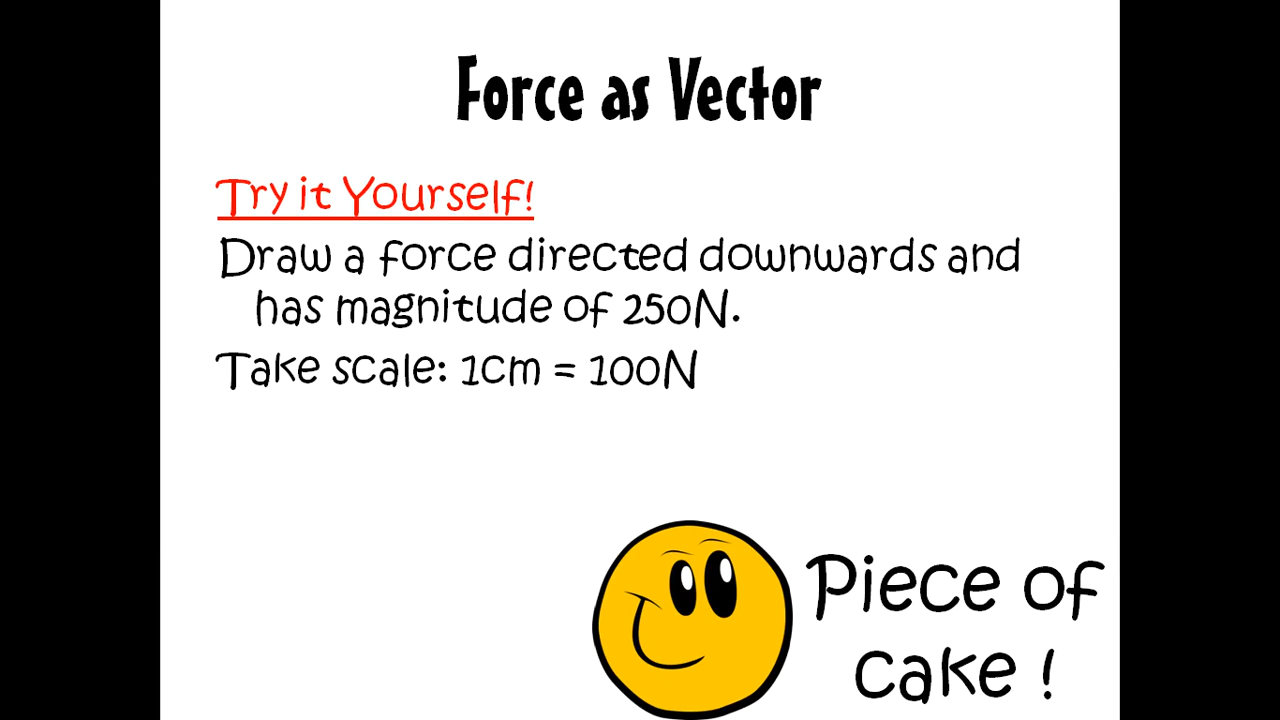 Force as Vector
Try it Yourself!
Draw a force directed downwards and
has magnitude of 250N.
Take scale: 1cm = 100N
Piece of
cake !